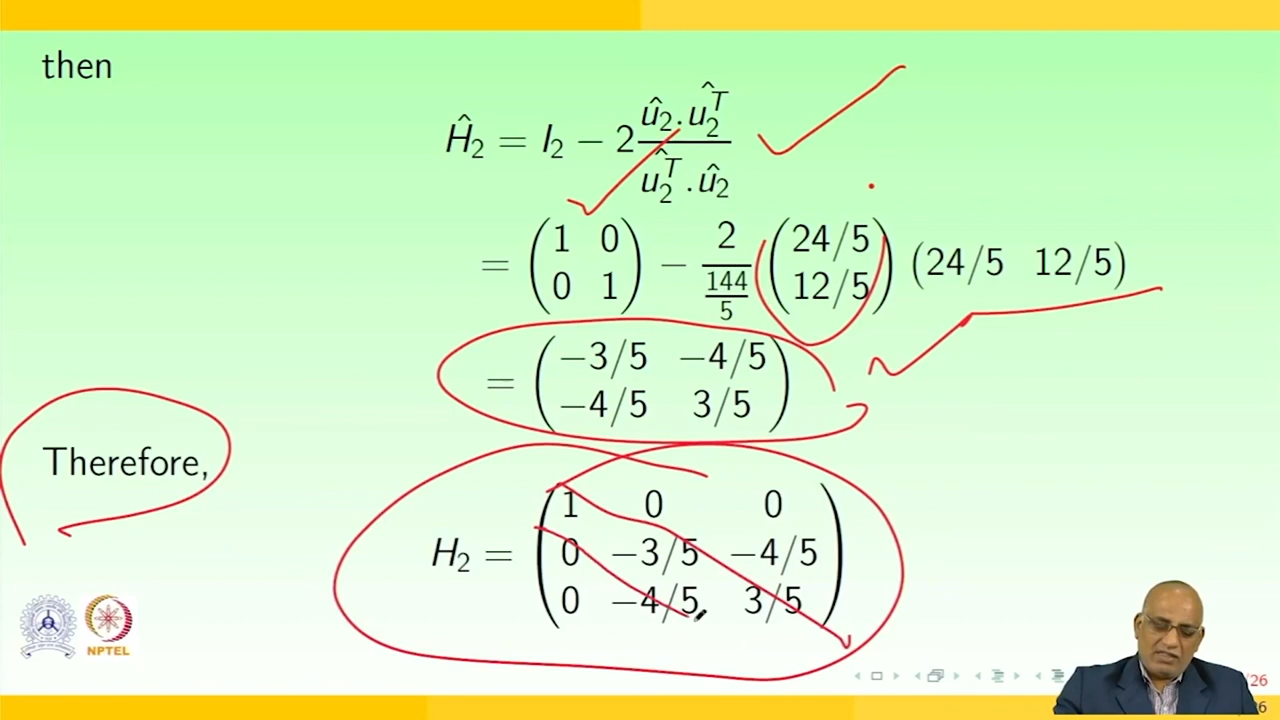 then
Ĥ₂ = I₂ − 2 (û₂.û₂ᵀ)/(û₂ᵀ.û₂)
= (1 0; 0 1) − 2/(144/5) (24/5; 12/5) (24/5 12/5)
= (−3/5 −4/5; −4/5 3/5)
Therefore,
H₂ = (1 0 0; 0 −3/5 −4/5; 0 −4/5 3/5)
NPTEL
/26